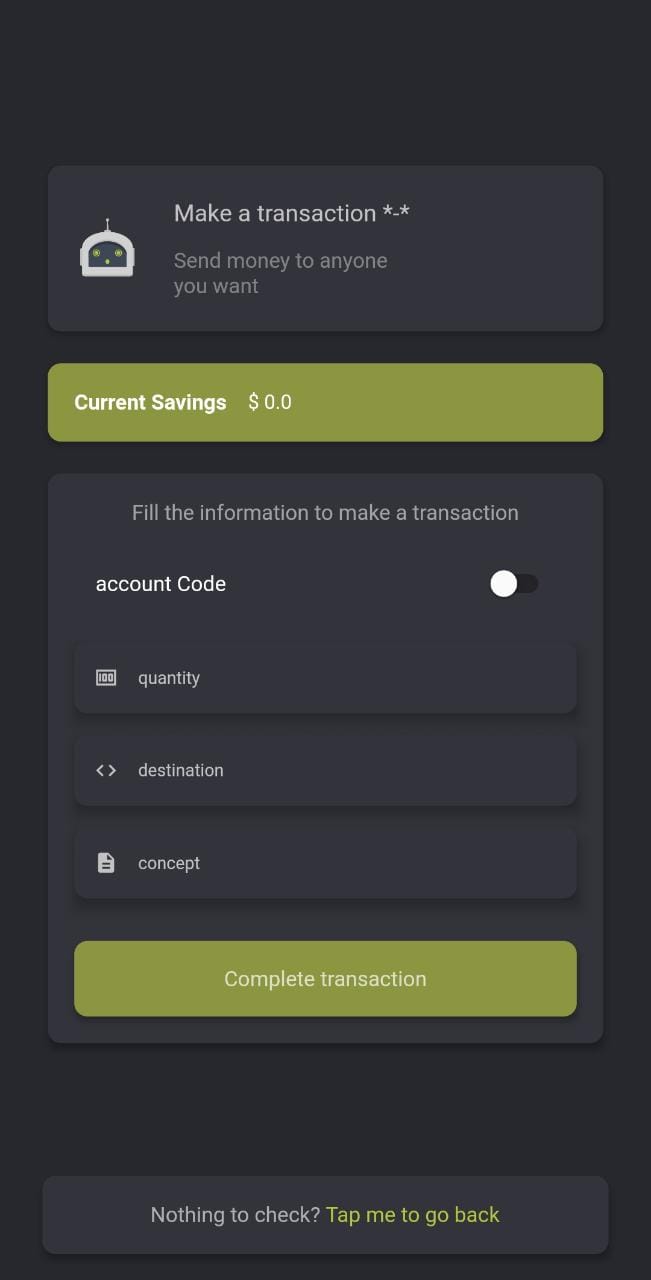 Make a transaction *-*
Send money to anyone
you want
Current Savings $ 0.0
Fill the information to make a transaction
account Code
quantity
destination
concept
Complete transaction
Nothing to check? Tap me to go back